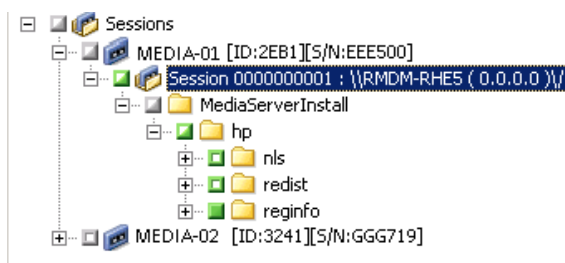 Sessions
MEDIA-01 [ID:2EB1][S/N:EEE500]
Session 0000000001 : \\RMDM-RHE5 ( 0.0.0.0 )\/
MediaServerInstall
hp
nls
redist
reginfo
MEDIA-02 [ID:3241][S/N:GGG719]